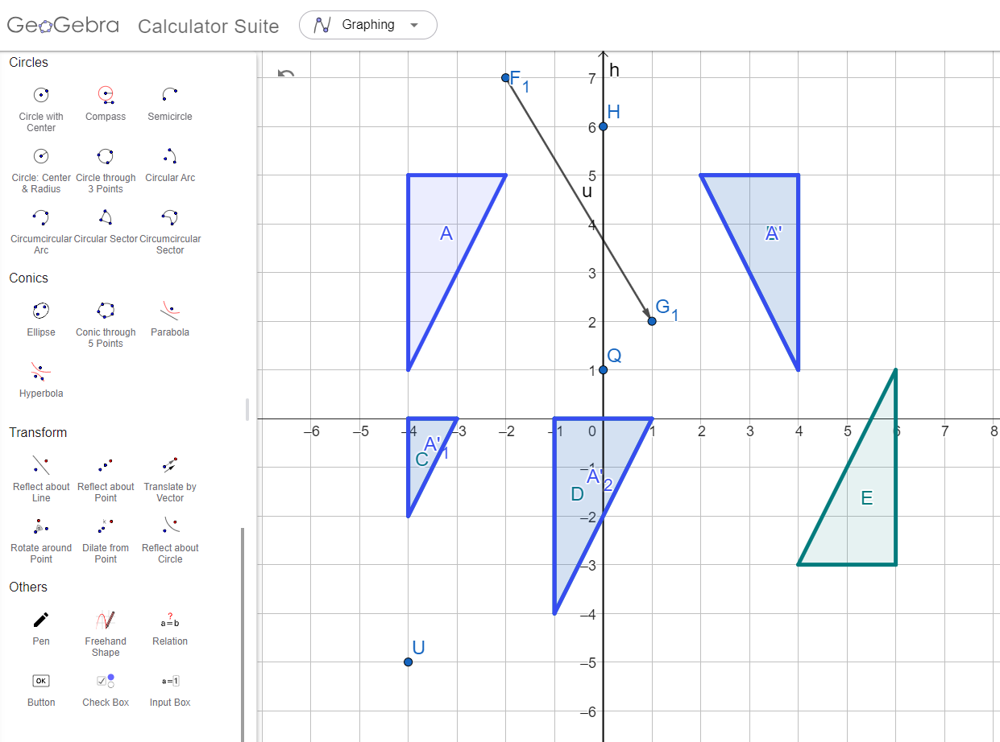 GeoGebra Calculator Suite Graphing
Circles
Circle with Center
Compass
Semicircle
Circle: Center & Radius
Circle through 3 Points
Circular Arc
Circumcircular Arc
Circular Sector
Circumcircular Sector
Conics
Ellipse
Conic through 5 Points
Parabola
Hyperbola
Transform
Reflect about Line
Reflect about Point
Translate by Vector
Rotate around Point
Dilate from Point
Reflect about Circle
Others
Pen
Freehand Shape
a=b
?
Relation
OK
Button
Check Box
a=1
Input Box
h
F1
7
H
6
5
u
A
A'
4
3
G1
2
Q
1
–6 –5 –4 –3 –2 –1 0 1 2 3 4 5 6 7 8
A'1
C
–1
A'2
D
E
–2
–3
–4
U
–5
–6